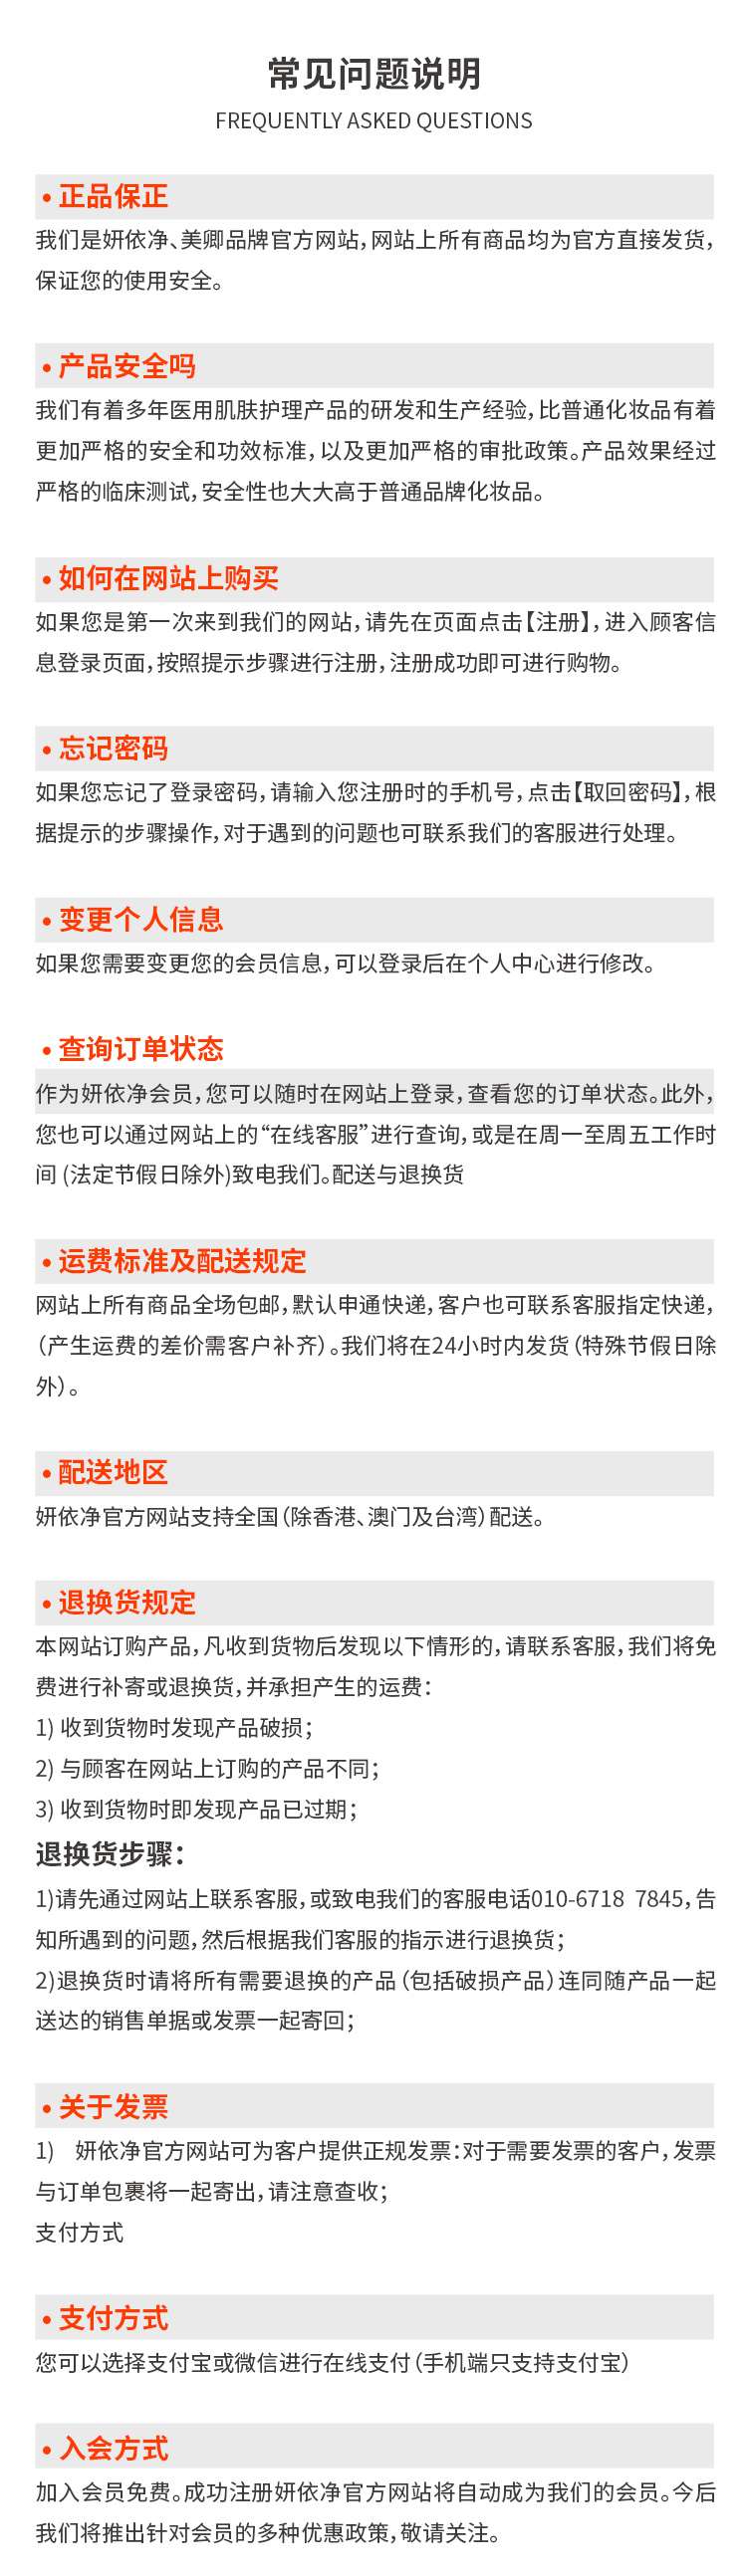 常见问题说明
FREQUENTLY ASKED QUESTIONS
• 正品保正
我们是妍依净、美卿品牌官方网站，网站上所有商品均为官方直接发货，
保证您的使用安全。
• 产品安全吗
我们有着多年医用肌肤护理产品的研发和生产经验，比普通化妆品有着
更加严格的安全和功效标准，以及更加严格的审批政策。产品效果经过
严格的临床测试，安全性也大大高于普通品牌化妆品。
• 如何在网站上购买
如果您是第一次来到我们的网站，请先在页面点击【注册】，进入顾客信
息登录页面，按照提示步骤进行注册，注册成功即可进行购物。
• 忘记密码
如果您忘记了登录密码，请输入您注册时的手机号，点击【取回密码】，根
据提示的步骤操作，对于遇到的问题也可联系我们的客服进行处理。
• 变更个人信息
如果您需要变更您的会员信息，可以登录后在个人中心进行修改。
• 查询订单状态
作为妍依净会员，您可以随时在网站上登录，查看您的订单状态。此外，
您也可以通过网站上的“在线客服”进行查询，或是在周一至周五工作时
间 (法定节假日除外)致电我们。配送与退换货
• 运费标准及配送规定
网站上所有商品全场包邮，默认申通快递，客户也可联系客服指定快递，
（产生运费的差价需客户补齐）。我们将在24小时内发货（特殊节假日除
外）。
• 配送地区
妍依净官方网站支持全国（除香港、澳门及台湾）配送。
• 退换货规定
本网站订购产品，凡收到货物后发现以下情形的，请联系客服，我们将免
费进行补寄或退换货，并承担产生的运费：
1) 收到货物时发现产品破损；
2) 与顾客在网站上订购的产品不同；
3) 收到货物时即发现产品已过期；
退换货步骤：
1)请先通过网站上联系客服，或致电我们的客服电话010-6718 7845，告
知所遇到的问题，然后根据我们客服的指示进行退换货；
2)退换货时请将所有需要退换的产品（包括破损产品）连同随产品一起
送达的销售单据或发票一起寄回；
• 关于发票
1) 妍依净官方网站可为客户提供正规发票：对于需要发票的客户，发票
与订单包裹将一起寄出，请注意查收；
支付方式
• 支付方式
您可以选择支付宝或微信进行在线支付（手机端只支持支付宝）
• 入会方式
加入会员免费。成功注册妍依净官方网站将自动成为我们的会员。今后
我们将推出针对会员的多种优惠政策，敬请关注。